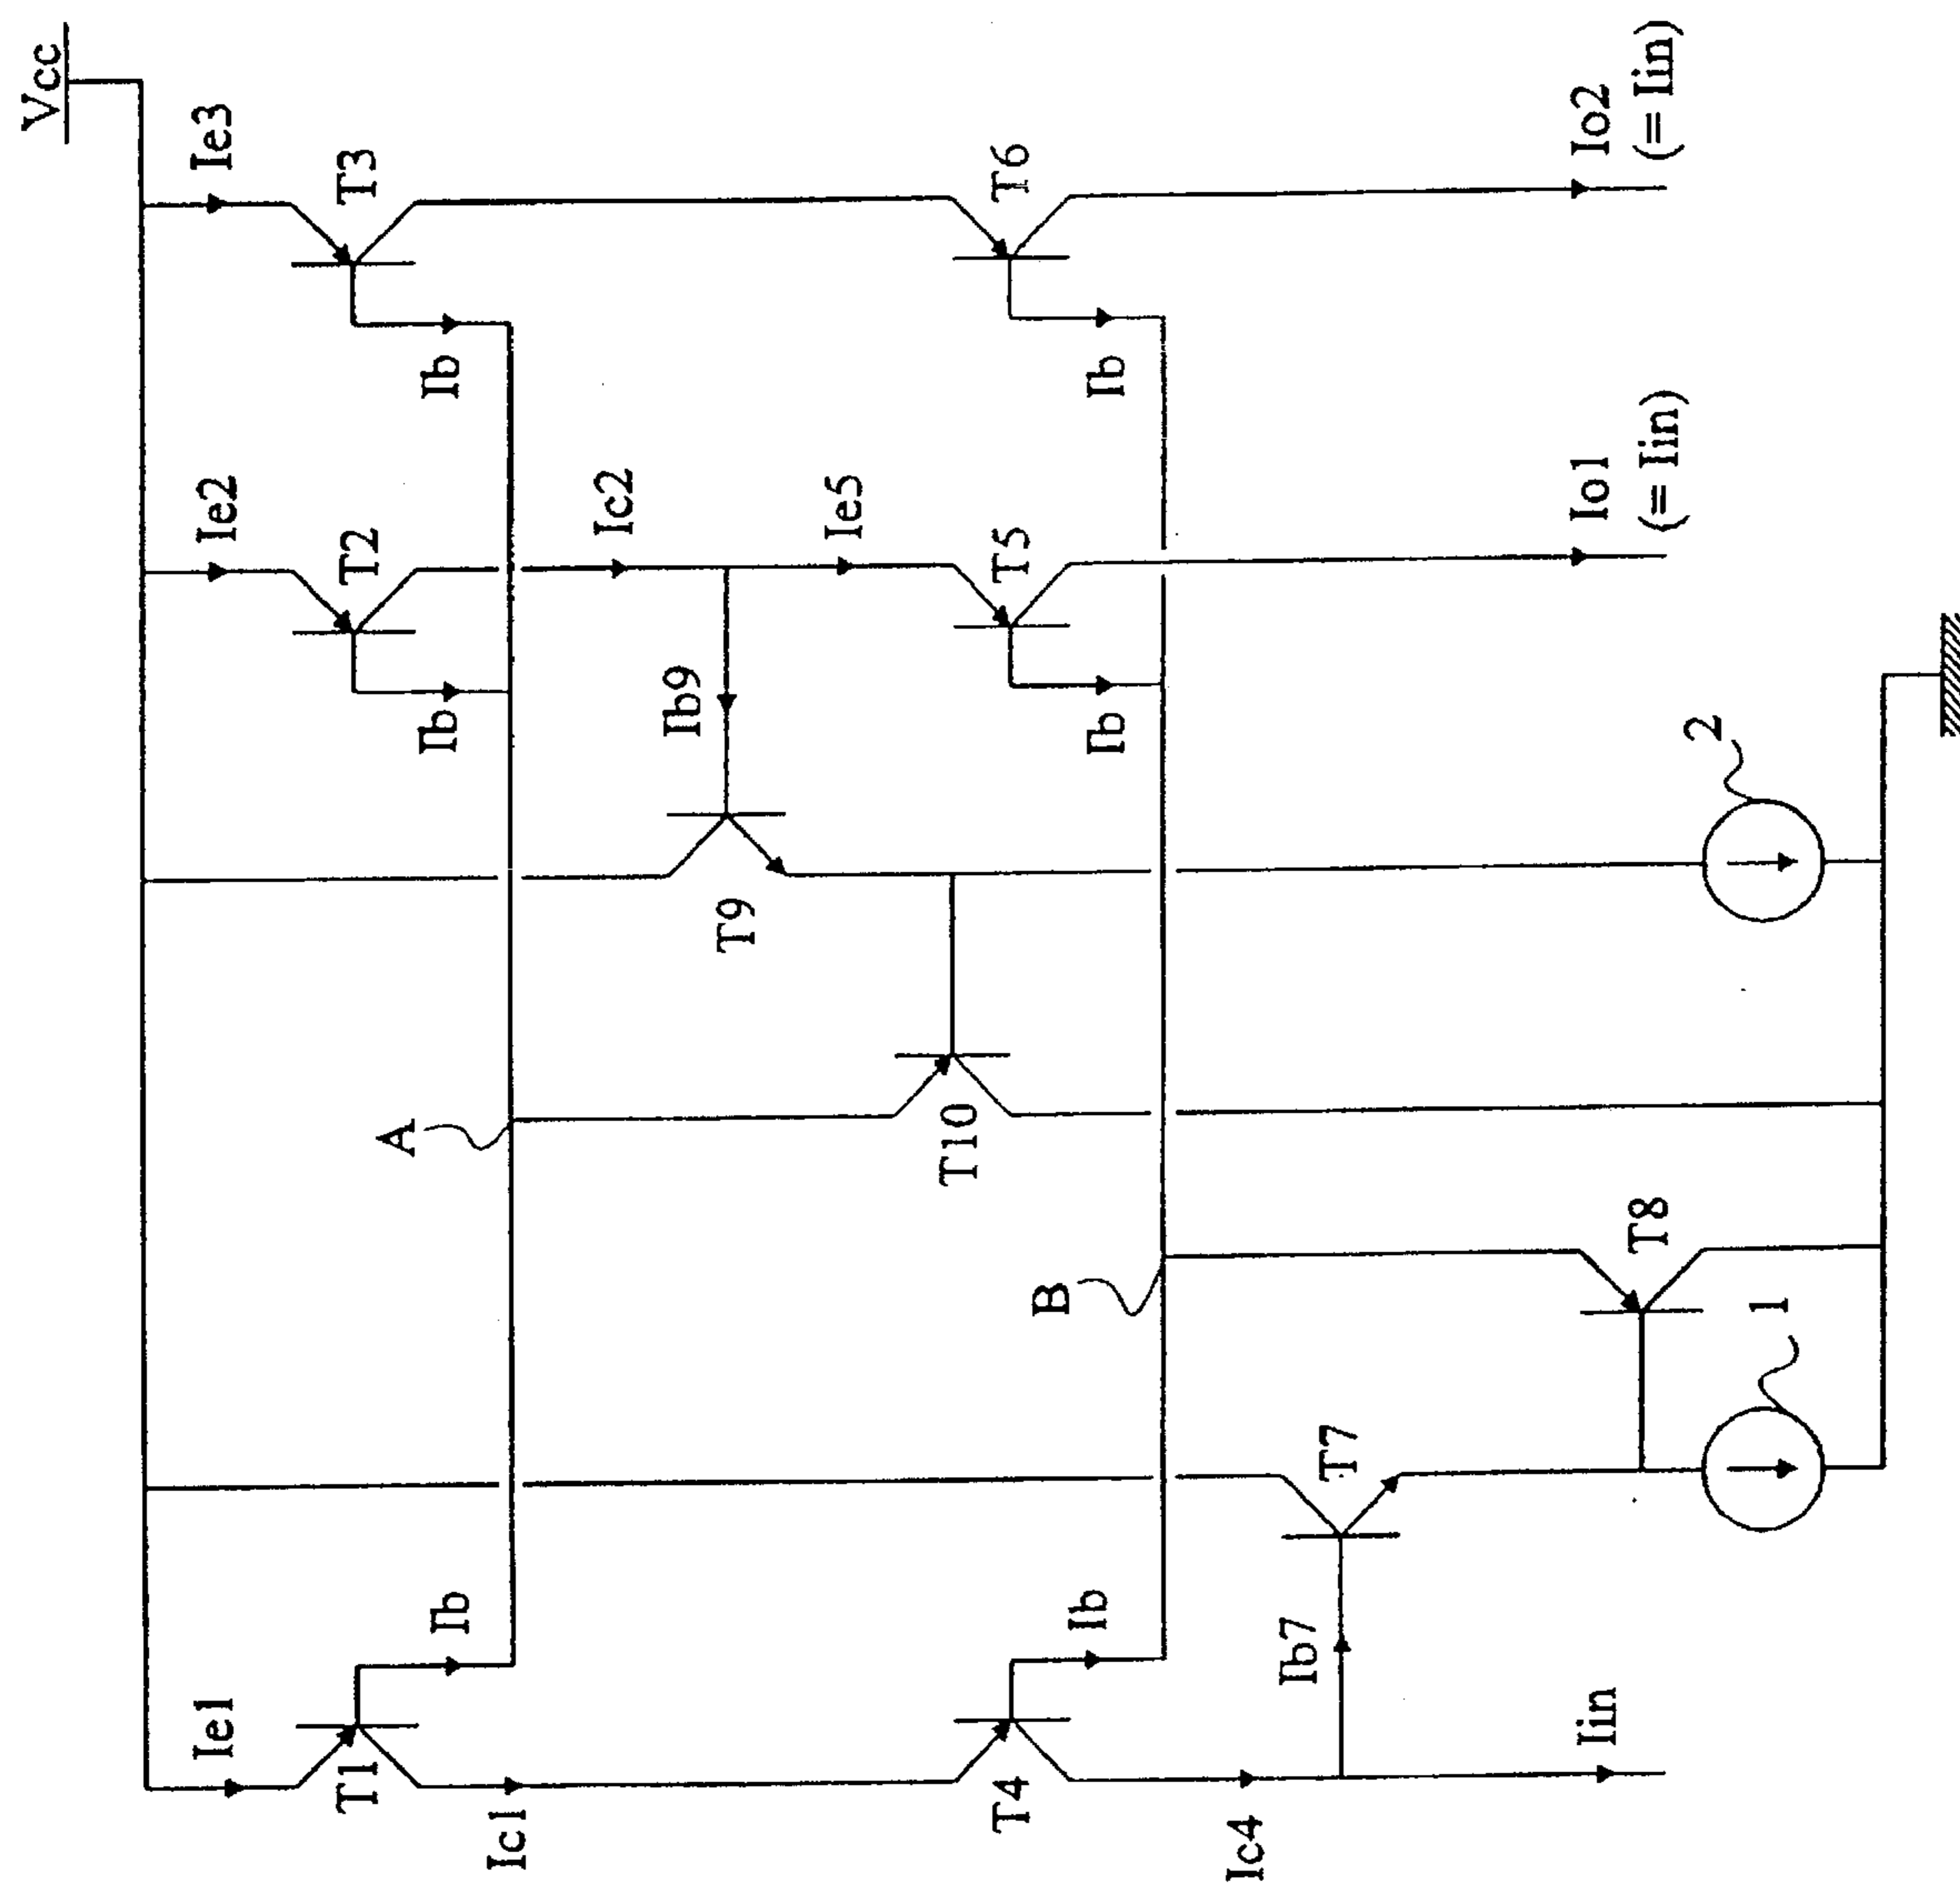 Vcc
Ie1
Ie2
Ie3
T1
T2
T3
Ib
Ib
Ib
A
Ic1
Ic2
Ib9
Ie5
T9
T10
T4
T5
T6
Ib
Ib
Ib
B
Ic4
Ib7
T7
T8
1
2
Iin
Io1
(= Iin)
Io2
(= Iin)